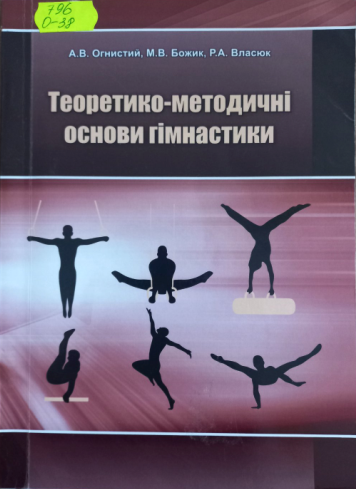 796
О-38
А.В. Огнистий, М.В. Божик, Р.А. Власюк
Теоретико-методичні
основи гімнастики